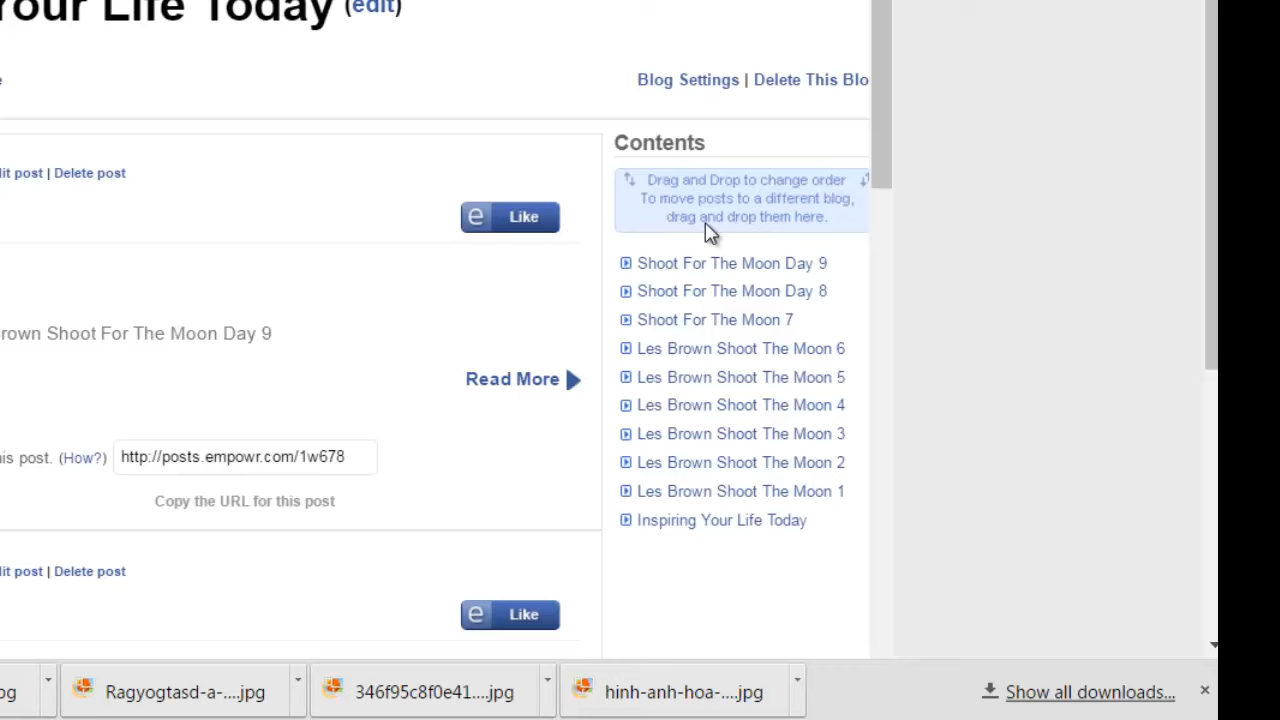 Your Life Today (edit)
Blog Settings | Delete This Blo
Contents
it post | Delete post
Drag and Drop to change order
To move posts to a different blog,
drag and drop them here.
e Like
Shoot For The Moon Day 9
Shoot For The Moon Day 8
Shoot For The Moon 7
rown Shoot For The Moon Day 9
Les Brown Shoot The Moon 6
Read More
Les Brown Shoot The Moon 5
Les Brown Shoot The Moon 4
Les Brown Shoot The Moon 3
is post. (How?) http://posts.empowr.com/1w678
Les Brown Shoot The Moon 2
Copy the URL for this post
Les Brown Shoot The Moon 1
Inspiring Your Life Today
it post | Delete post
e Like
pg
Ragyogtasd-a-....jpg
346f95c8f0e41....jpg
hinh-anh-hoa-....jpg
Show all downloads...